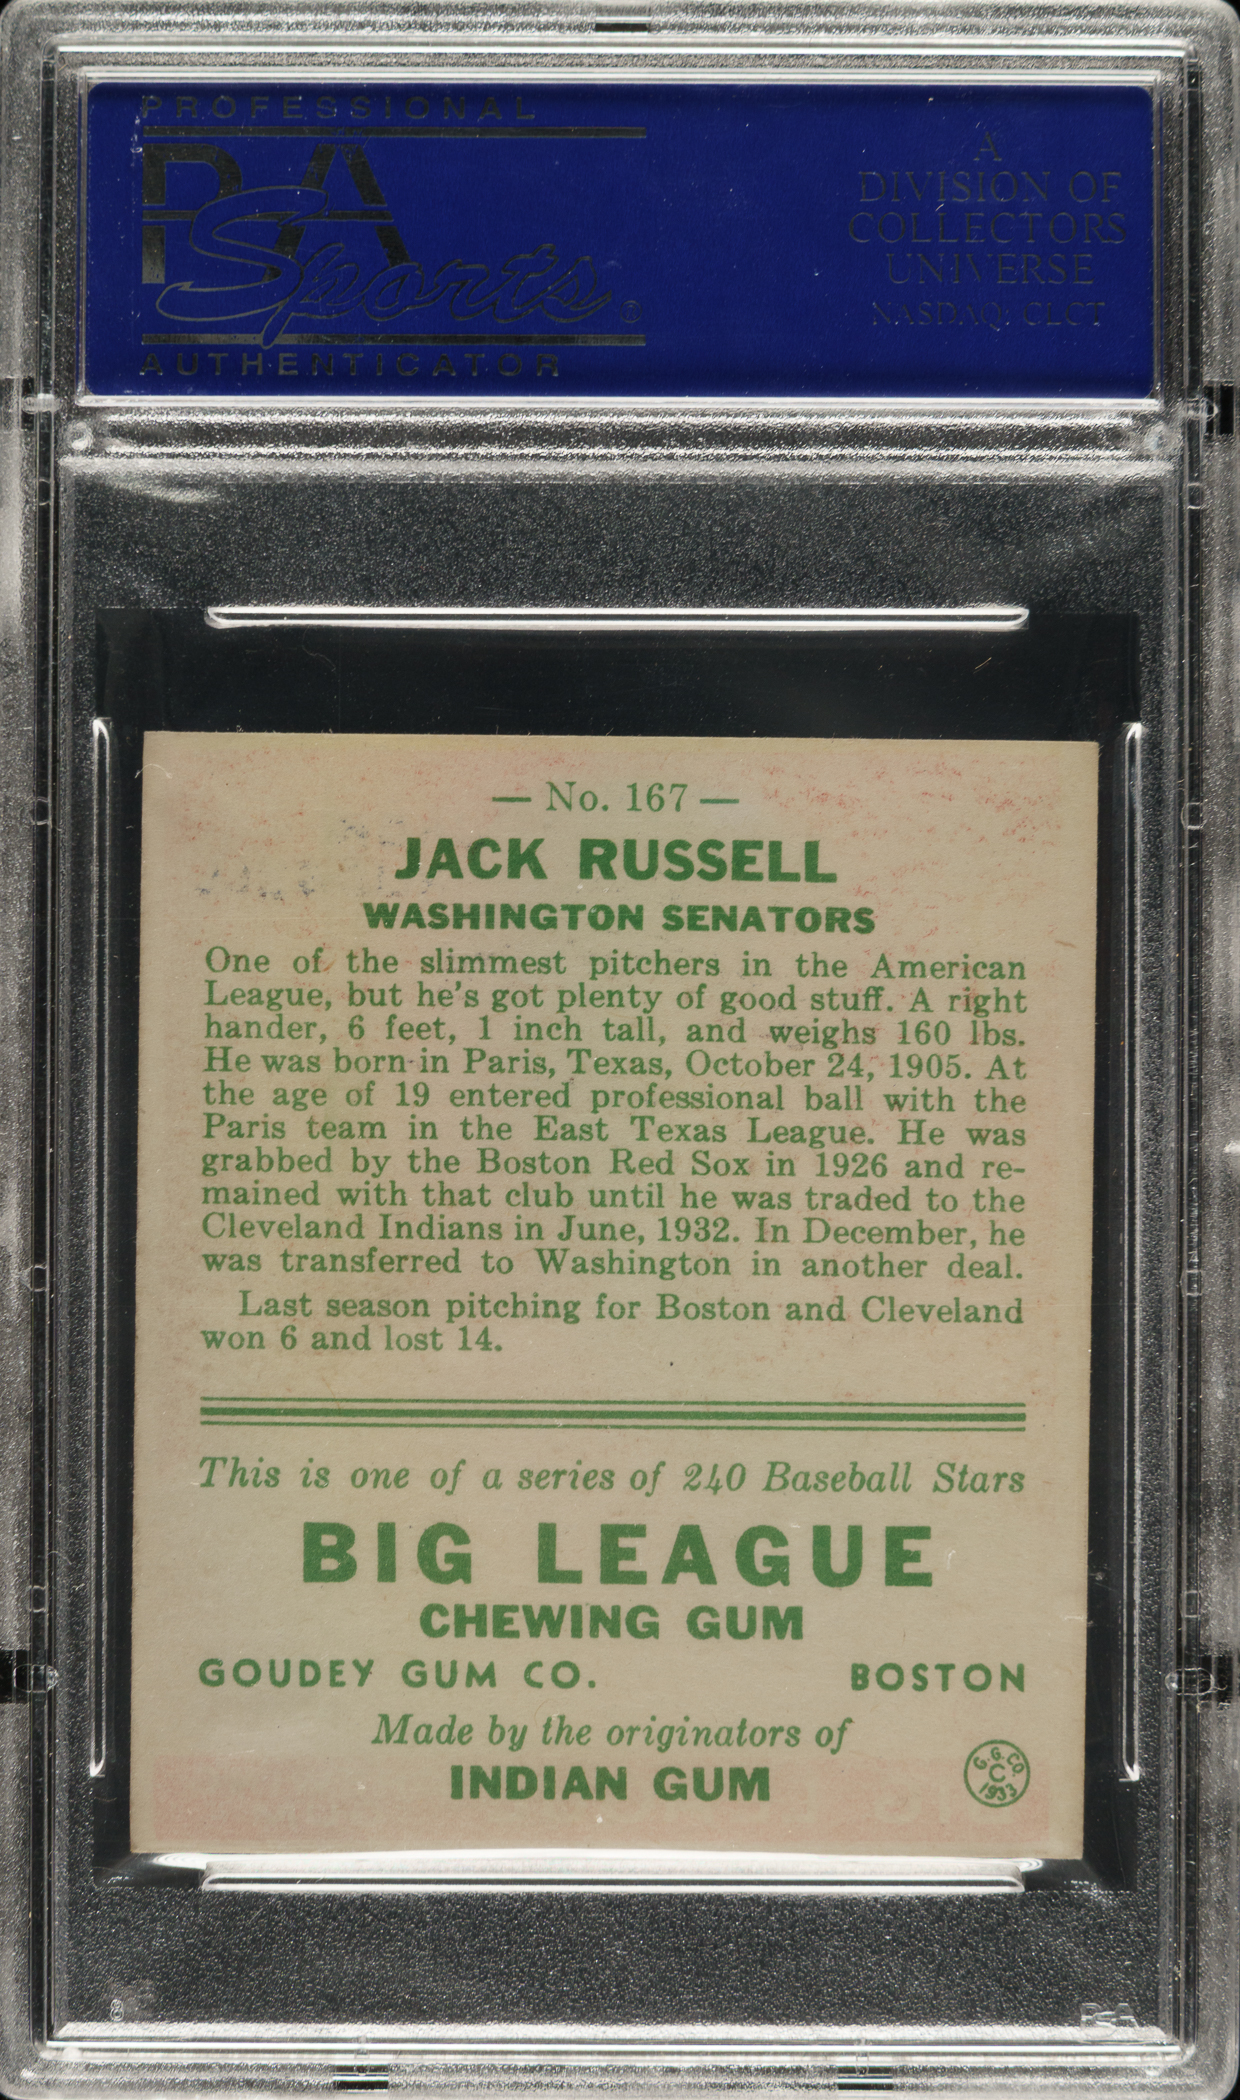 PROFESSIONAL
PSA
Sports®
AUTHENTICATOR
A
DIVISION OF
COLLECTORS
UNIVERSE
NASDAQ: CLCT
— No. 167 —
JACK RUSSELL
WASHINGTON SENATORS
One of the slimmest pitchers in the American
League, but he's got plenty of good stuff. A right
hander, 6 feet, 1 inch tall, and weighs 160 lbs.
He was born in Paris, Texas, October 24, 1905. At
the age of 19 entered professional ball with the
Paris team in the East Texas League. He was
grabbed by the Boston Red Sox in 1926 and re-
mained with that club until he was traded to the
Cleveland Indians in June, 1932. In December, he
was transferred to Washington in another deal.
Last season pitching for Boston and Cleveland
won 6 and lost 14.
This is one of a series of 240 Baseball Stars
BIG LEAGUE
CHEWING GUM
GOUDEY GUM CO. BOSTON
Made by the originators of
INDIAN GUM
G.G.CO.
C
1933
8
PSA